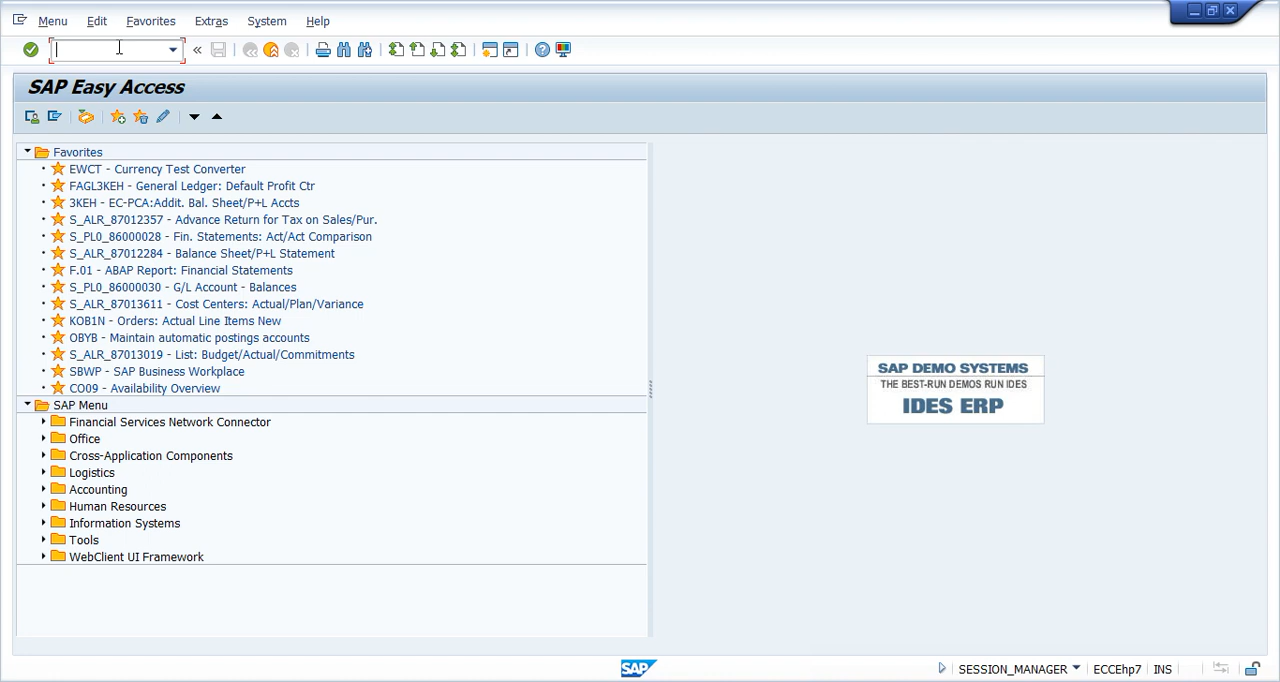 Menu Edit Favorites Extras System Help
SAP Easy Access
Favorites
EWCT - Currency Test Converter
FAGL3KEH - General Ledger: Default Profit Ctr
3KEH - EC-PCA:Addit. Bal. Sheet/P+L Accts
S_ALR_87012357 - Advance Return for Tax on Sales/Pur.
S_PL0_86000028 - Fin. Statements: Act/Act Comparison
S_ALR_87012284 - Balance Sheet/P+L Statement
F.01 - ABAP Report: Financial Statements
S_PL0_86000030 - G/L Account - Balances
S_ALR_87013611 - Cost Centers: Actual/Plan/Variance
KOB1N - Orders: Actual Line Items New
OBYB - Maintain automatic postings accounts
S_ALR_87013019 - List: Budget/Actual/Commitments
SBWP - SAP Business Workplace
CO09 - Availability Overview
SAP Menu
Financial Services Network Connector
Office
Cross-Application Components
Logistics
Accounting
Human Resources
Information Systems
Tools
WebClient UI Framework
SAP DEMO SYSTEMS
THE BEST-RUN DEMOS RUN IDES
IDES ERP
SAP
SESSION_MANAGER ECCEhp7 INS